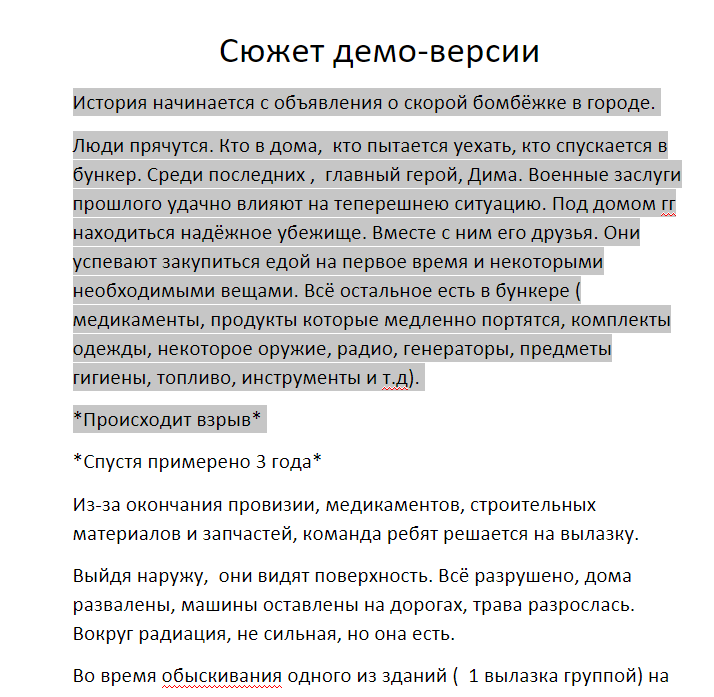 Сюжет демо-версии
История начинается с объявления о скорой бомбёжке в городе.
Люди прячутся. Кто в дома,  кто пытается уехать, кто спускается в
бункер. Среди последних ,  главный герой, Дима. Военные заслуги
прошлого удачно влияют на теперешнею ситуацию. Под домом гг
находиться надёжное убежище. Вместе с ним его друзья. Они
успевают закупиться едой на первое время и некоторыми
необходимыми вещами. Всё остальное есть в бункере (
медикаменты, продукты которые медленно портятся, комплекты
одежды, некоторое оружие, радио, генераторы, предметы
гигиены, топливо, инструменты и т.д).
*Происходит взрыв*
*Спустя примерено 3 года*
Из-за окончания провизии, медикаментов, строительных
материалов и запчастей, команда ребят решается на вылазку.
Выйдя наружу,  они видят поверхность. Всё разрушено, дома
развалены, машины оставлены на дорогах, трава разрослась.
Вокруг радиация, не сильная, но она есть.
Во время обыскивания одного из зданий (  1 вылазка группой) на